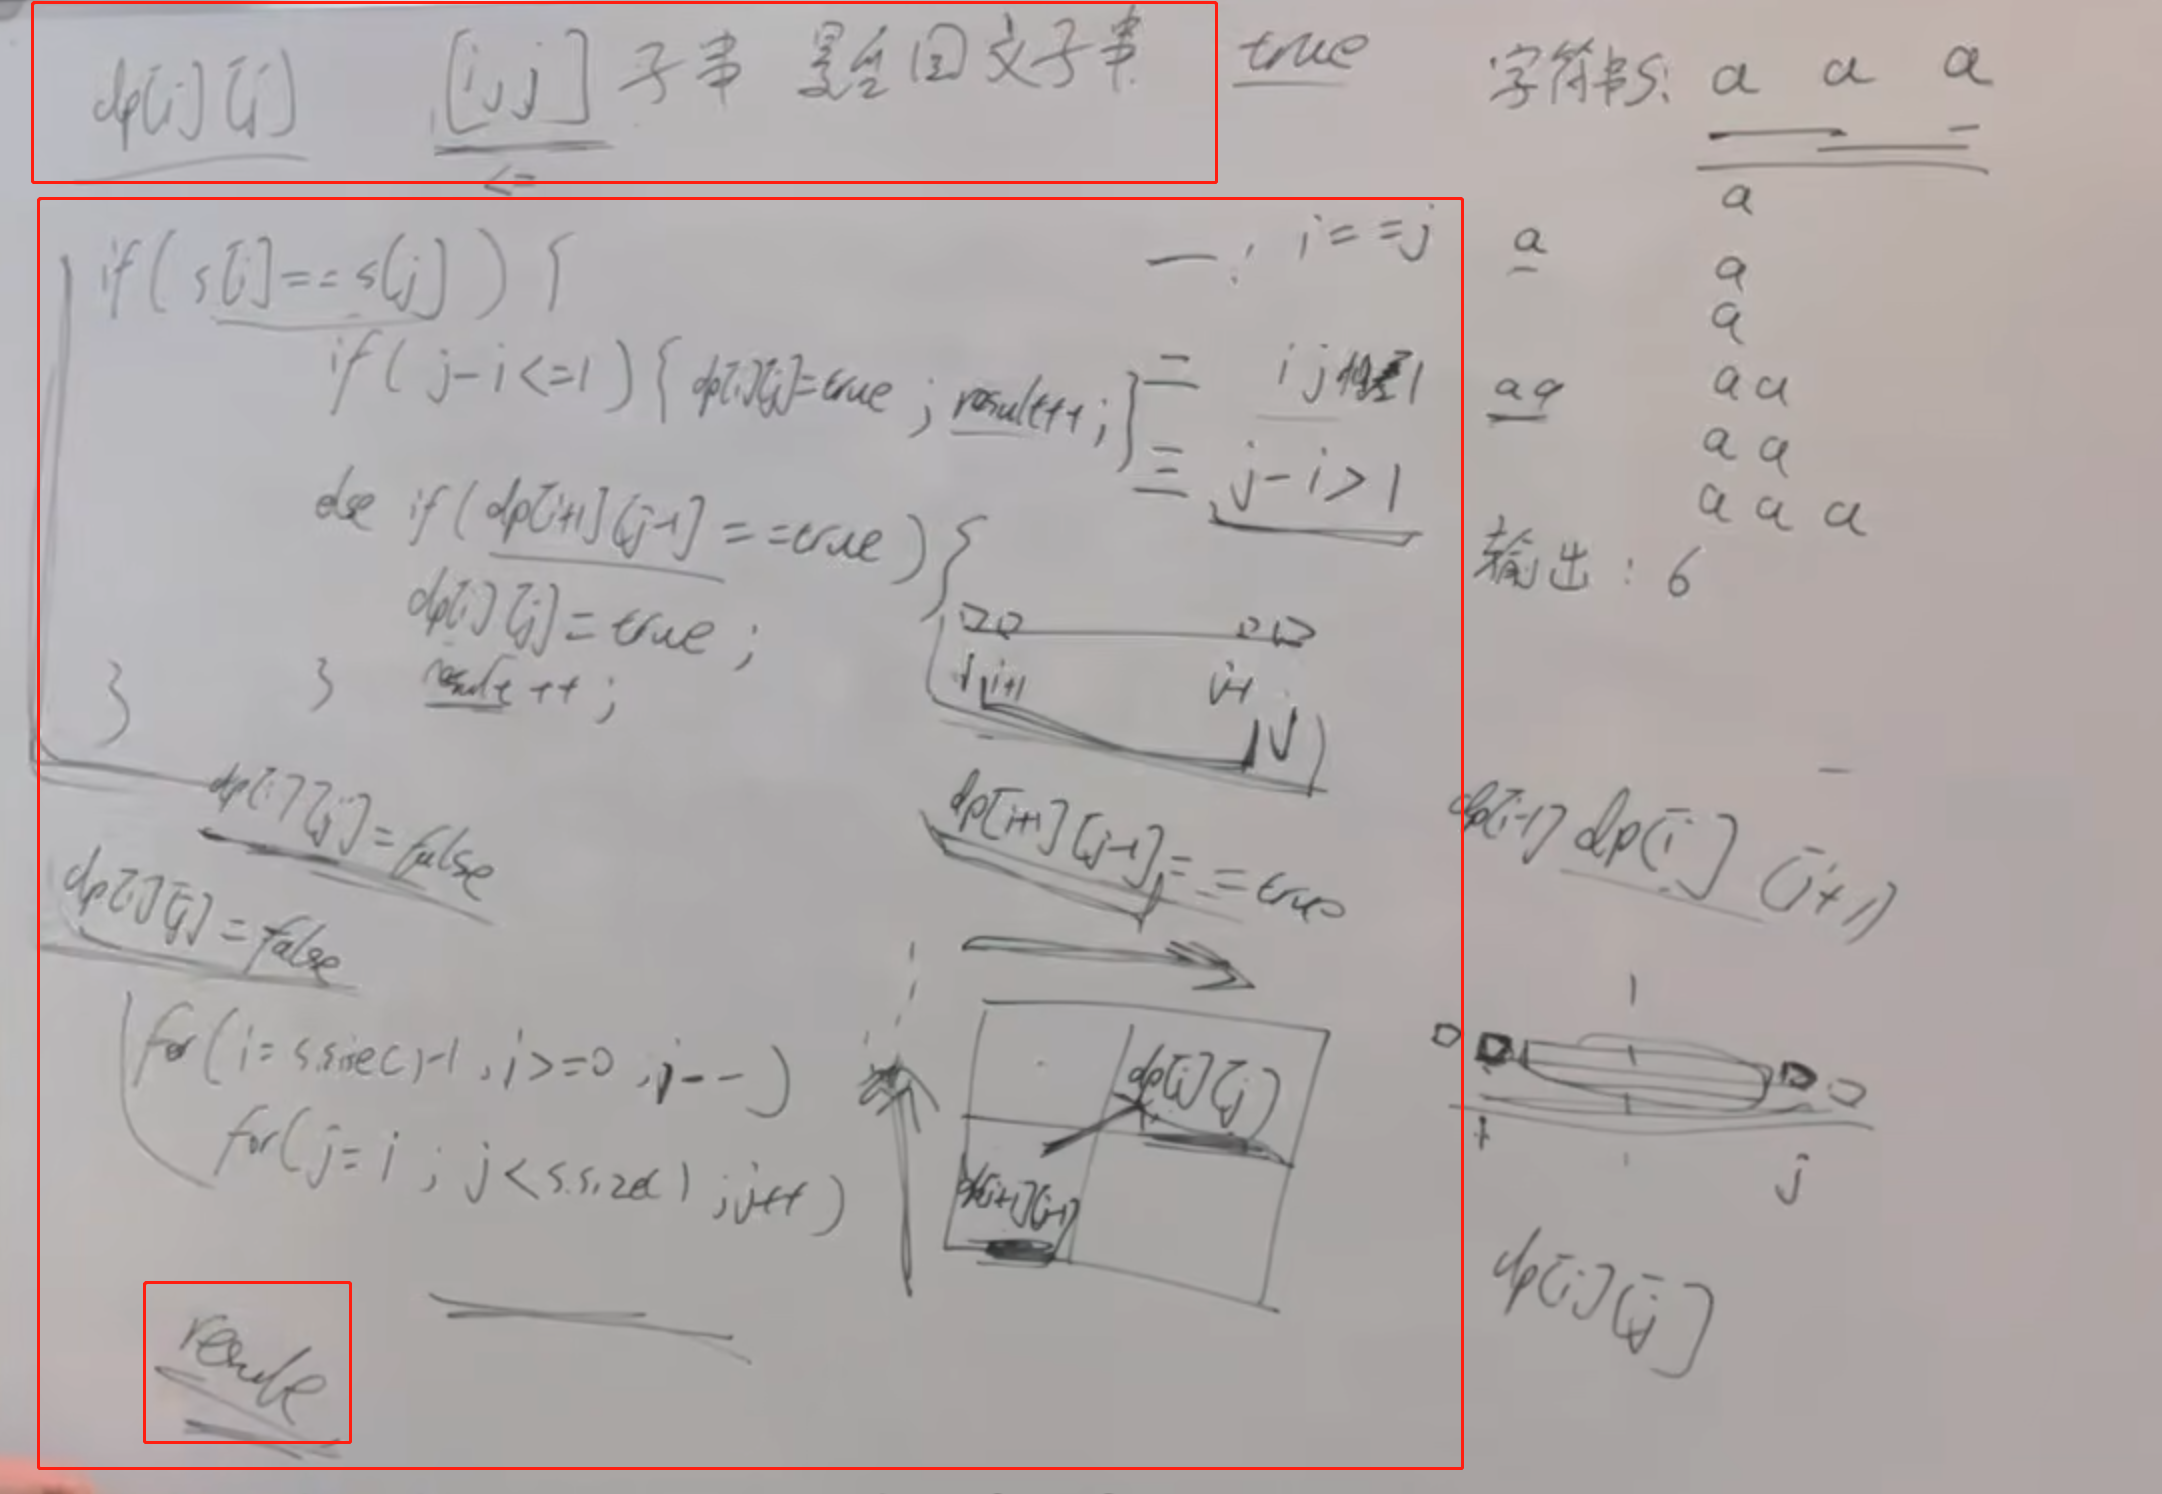 dp[i][j] [i,j] 子串 是否回文子串 true
<=
字符串S: a a a
if(s[i]==s[j]){
if(j-i<=1){dp[i][j]=true; result++;}
else if(dp[i+1][j-1]==true){
dp[i][j]=true;
} result++;
}
dp[i][j]=false
dp[i][j]=false
for(i=s.size()-1,i>=0,i--)
for(j=i;j<s.size();j++)
result
一: i==j a
二 i j 相差1 aa
三 j-i>1
i i+1 j-1 j
dp[i+1][j-1]==true
dp[i][j]
dp[i+1][j-1]
a
a
a
aa
aa
aaa
输出: 6
dp[i-1] dp[i] (i+1)
i j
dp[i][j]